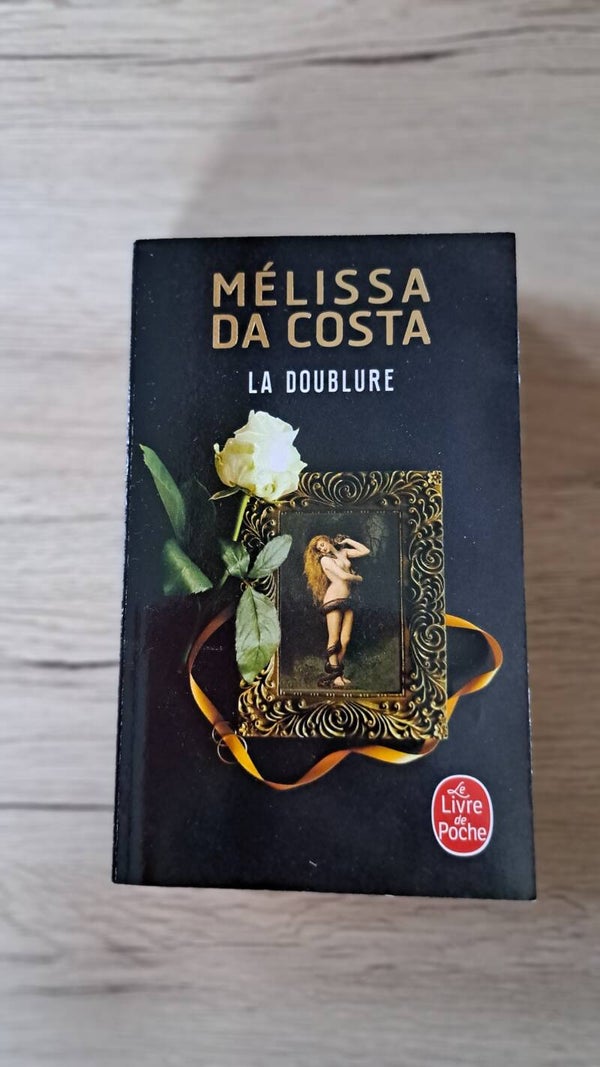 MÉLISSA
DA COSTA
LA DOUBLURE
Le
Livre
de
Poche